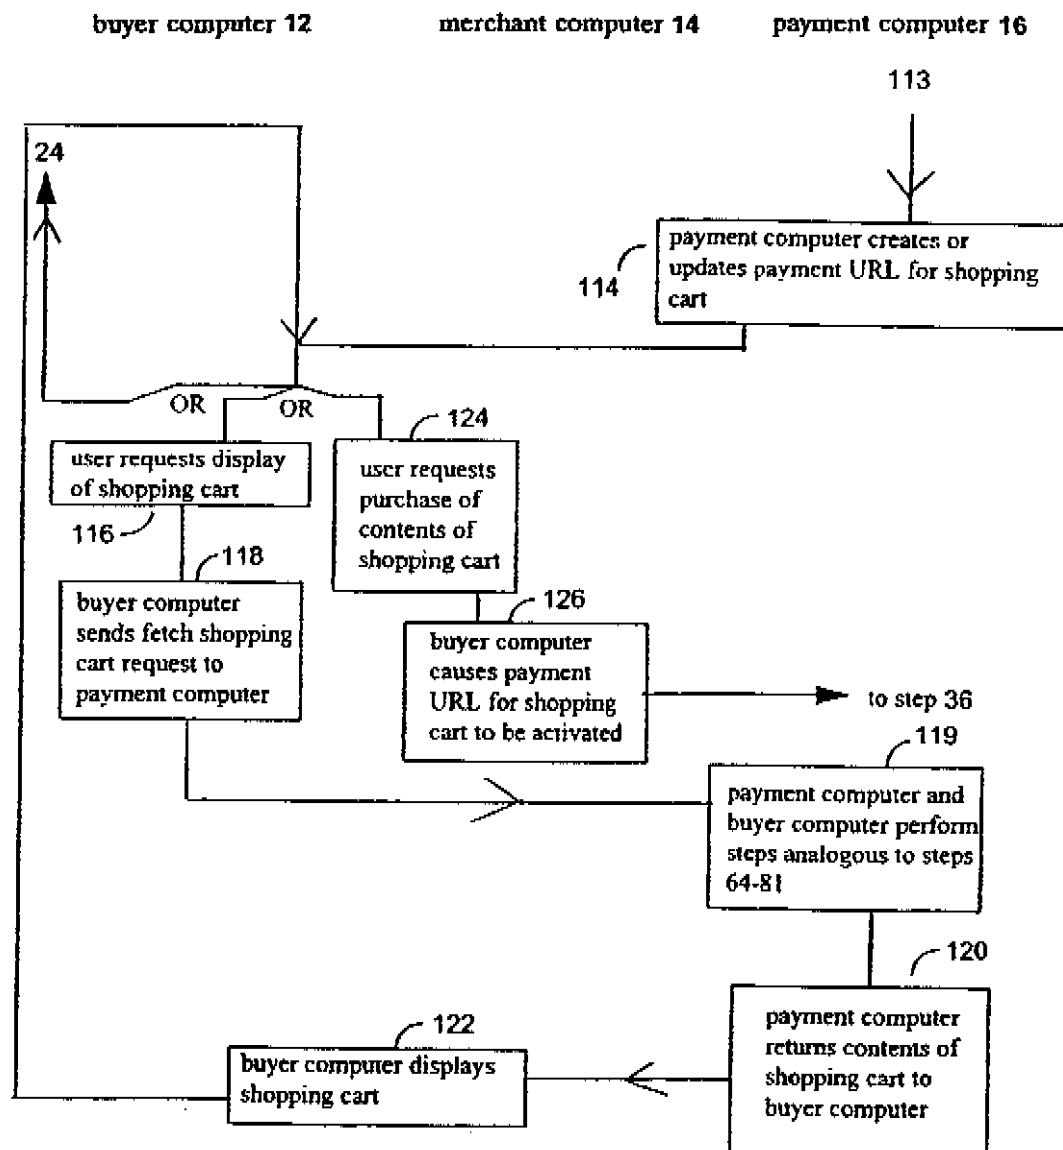 buyer computer 12 merchant computer 14 payment computer 16
113
24
payment computer creates or
updates payment URL for shopping
cart
114
OR
OR
124
user requests display
of shopping cart
116
user requests
purchase of
contents of
shopping cart
118
buyer computer
sends fetch shopping
cart request to
payment computer
126
buyer computer
causes payment
URL for shopping
cart to be activated
to step 36
119
payment computer and
buyer computer perform
steps analogous to steps
64-81
120
payment computer
returns contents of
shopping cart to
buyer computer
122
buyer computer displays
shopping cart